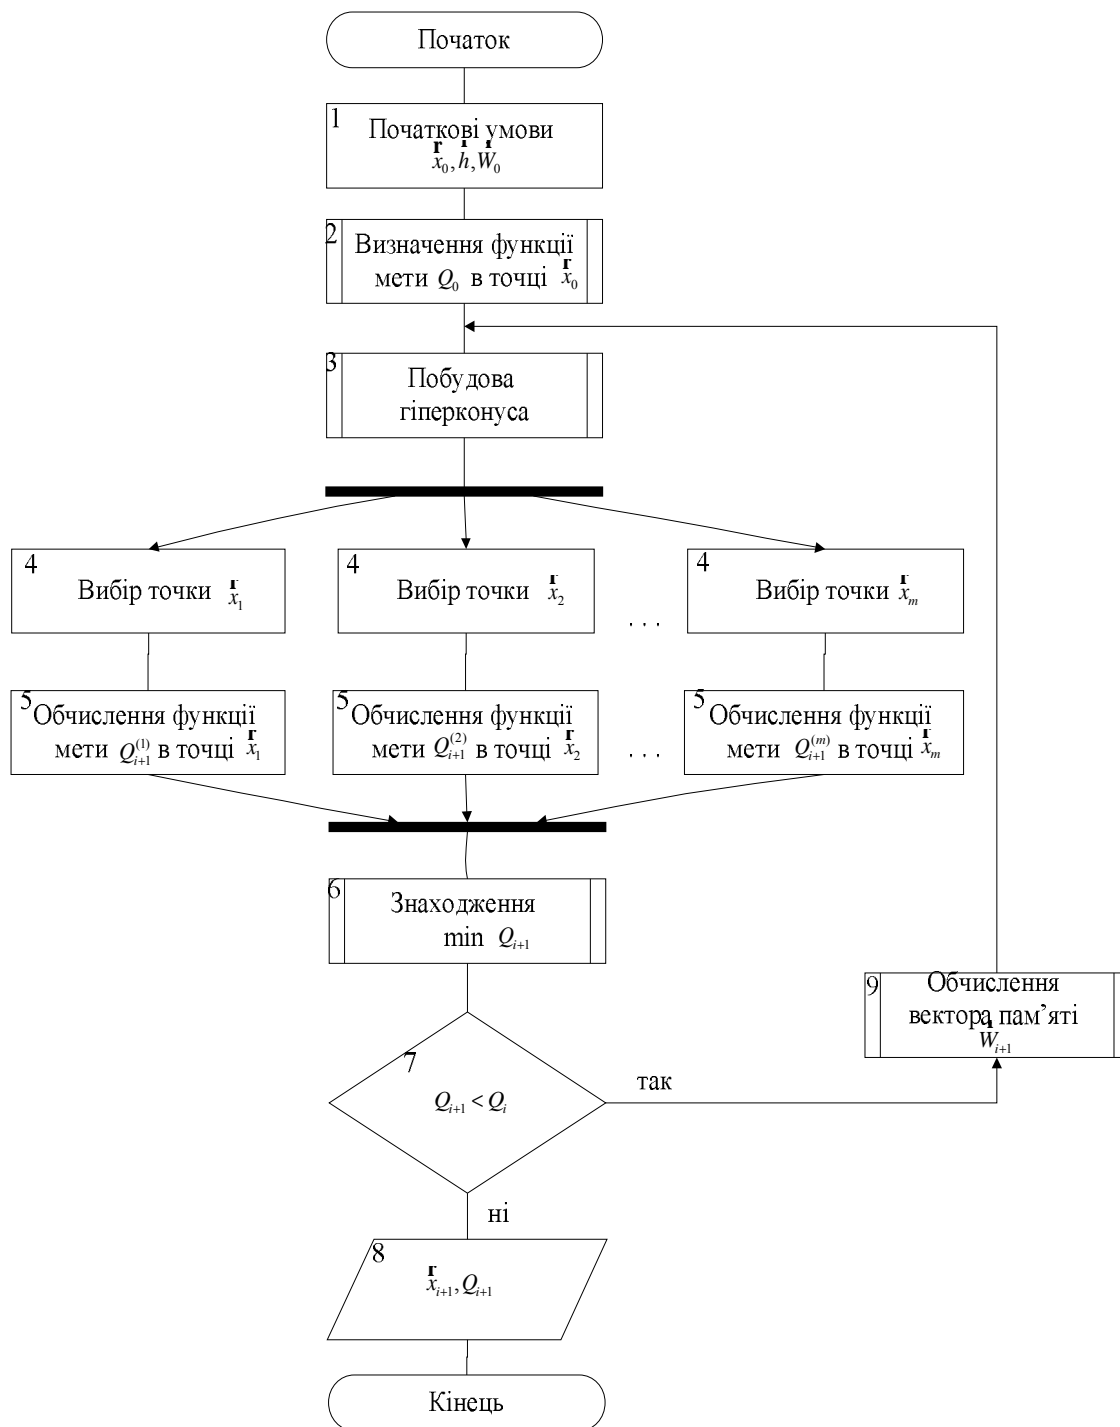 Початок
1
Початкові умови
x₀, h, W₀
2
Визначення функції
мети Q₀ в точці x₀
3
Побудова
гіперконуса
4
Вибір точки x₁
4
Вибір точки x₂
. . .
4
Вибір точки xₘ
5
Обчислення функції
мети Qᵢ₊₁⁽¹⁾ в точці x₁
5
Обчислення функції
мети Qᵢ₊₁⁽²⁾ в точці x₂
. . .
5
Обчислення функції
мети Qᵢ₊₁⁽ᵐ⁾ в точці xₘ
6
Знаходження
min Qᵢ₊₁
9
Обчислення
вектора пам’яті
Wᵢ₊₁
7
Qᵢ₊₁ < Qᵢ
так
ні
8
xᵢ₊₁, Qᵢ₊₁
Кінець